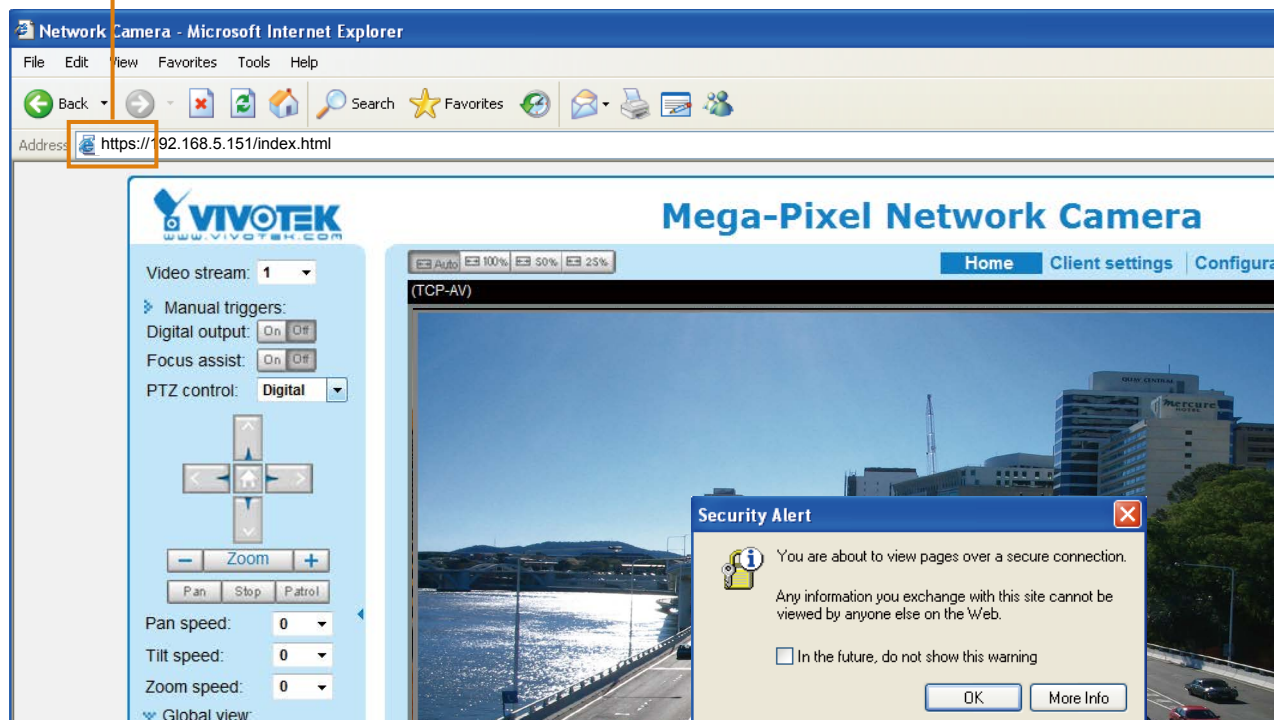 Network Camera - Microsoft Internet Explorer
File Edit View Favorites Tools Help
Back Search Favorites
Address https://192.168.5.151/index.html
VIVOTEK
www.vivotek.com
Mega-Pixel Network Camera
Auto 100% 50% 25%
Home Client settings Configura
(TCP-AV)
Video stream: 1
Manual triggers:
Digital output: On Off
Focus assist: On Off
PTZ control: Digital
Zoom
Pan Stop Patrol
Pan speed: 0
Tilt speed: 0
Zoom speed: 0
Global view:
QUAY CENTRAL
Mercure
HOTEL
Security Alert
You are about to view pages over a secure connection.
Any information you exchange with this site cannot be
viewed by anyone else on the Web.
In the future, do not show this warning
OK More Info